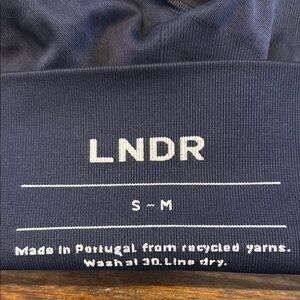 LNDR
S ~ M
Made in Portugal from recycled yarns.
Wash at 30. Line dry.